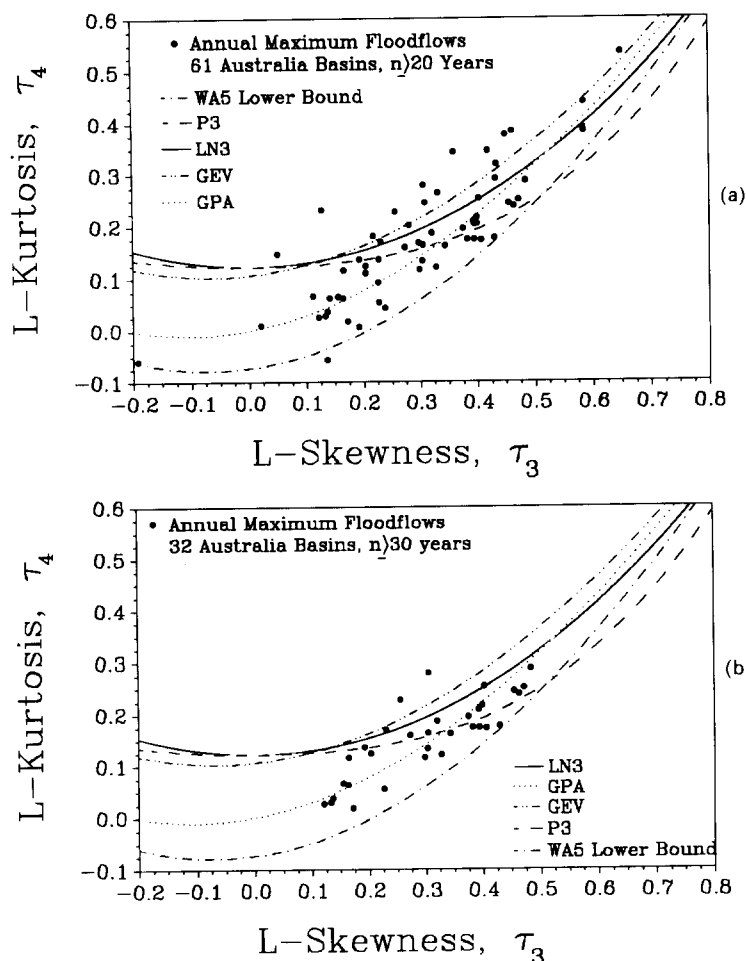 Annual Maximum Floodflows
61 Australia Basins, n≥20 Years
WA5 Lower Bound
P3
LN3
GEV
GPA
L-Kurtosis, τ4
0.6
0.5
0.4
0.3
0.2
0.1
0.0
-0.1
-0.2 -0.1 0.0 0.1 0.2 0.3 0.4 0.5 0.6 0.7 0.8
L-Skewness, τ3
(a)
Annual Maximum Floodflows
32 Australia Basins, n≥30 years
L-Kurtosis, τ4
0.6
0.5
0.4
0.3
0.2
0.1
0.0
-0.1
LN3
GPA
GEV
P3
WA5 Lower Bound
-0.2 -0.1 0.0 0.1 0.2 0.3 0.4 0.5 0.6 0.7 0.8
L-Skewness, τ3
(b